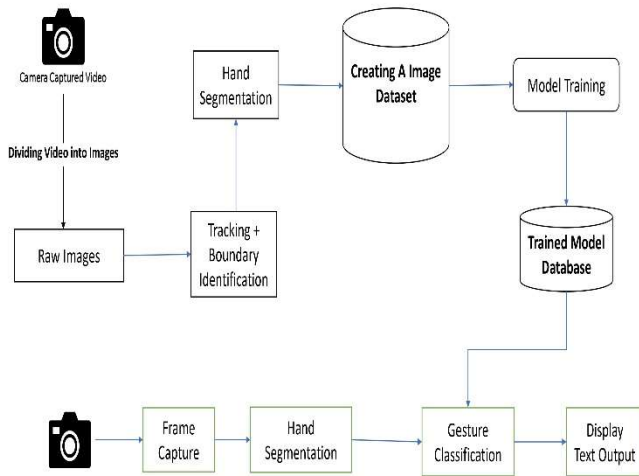 Camera Captured Video
Dividing Video into Images
Raw Images
Tracking +
Boundary
Identification
Hand
Segmentation
Creating A Image
Dataset
Model Training
Trained Model
Database
Frame
Capture
Hand
Segmentation
Gesture
Classification
Display
Text Output